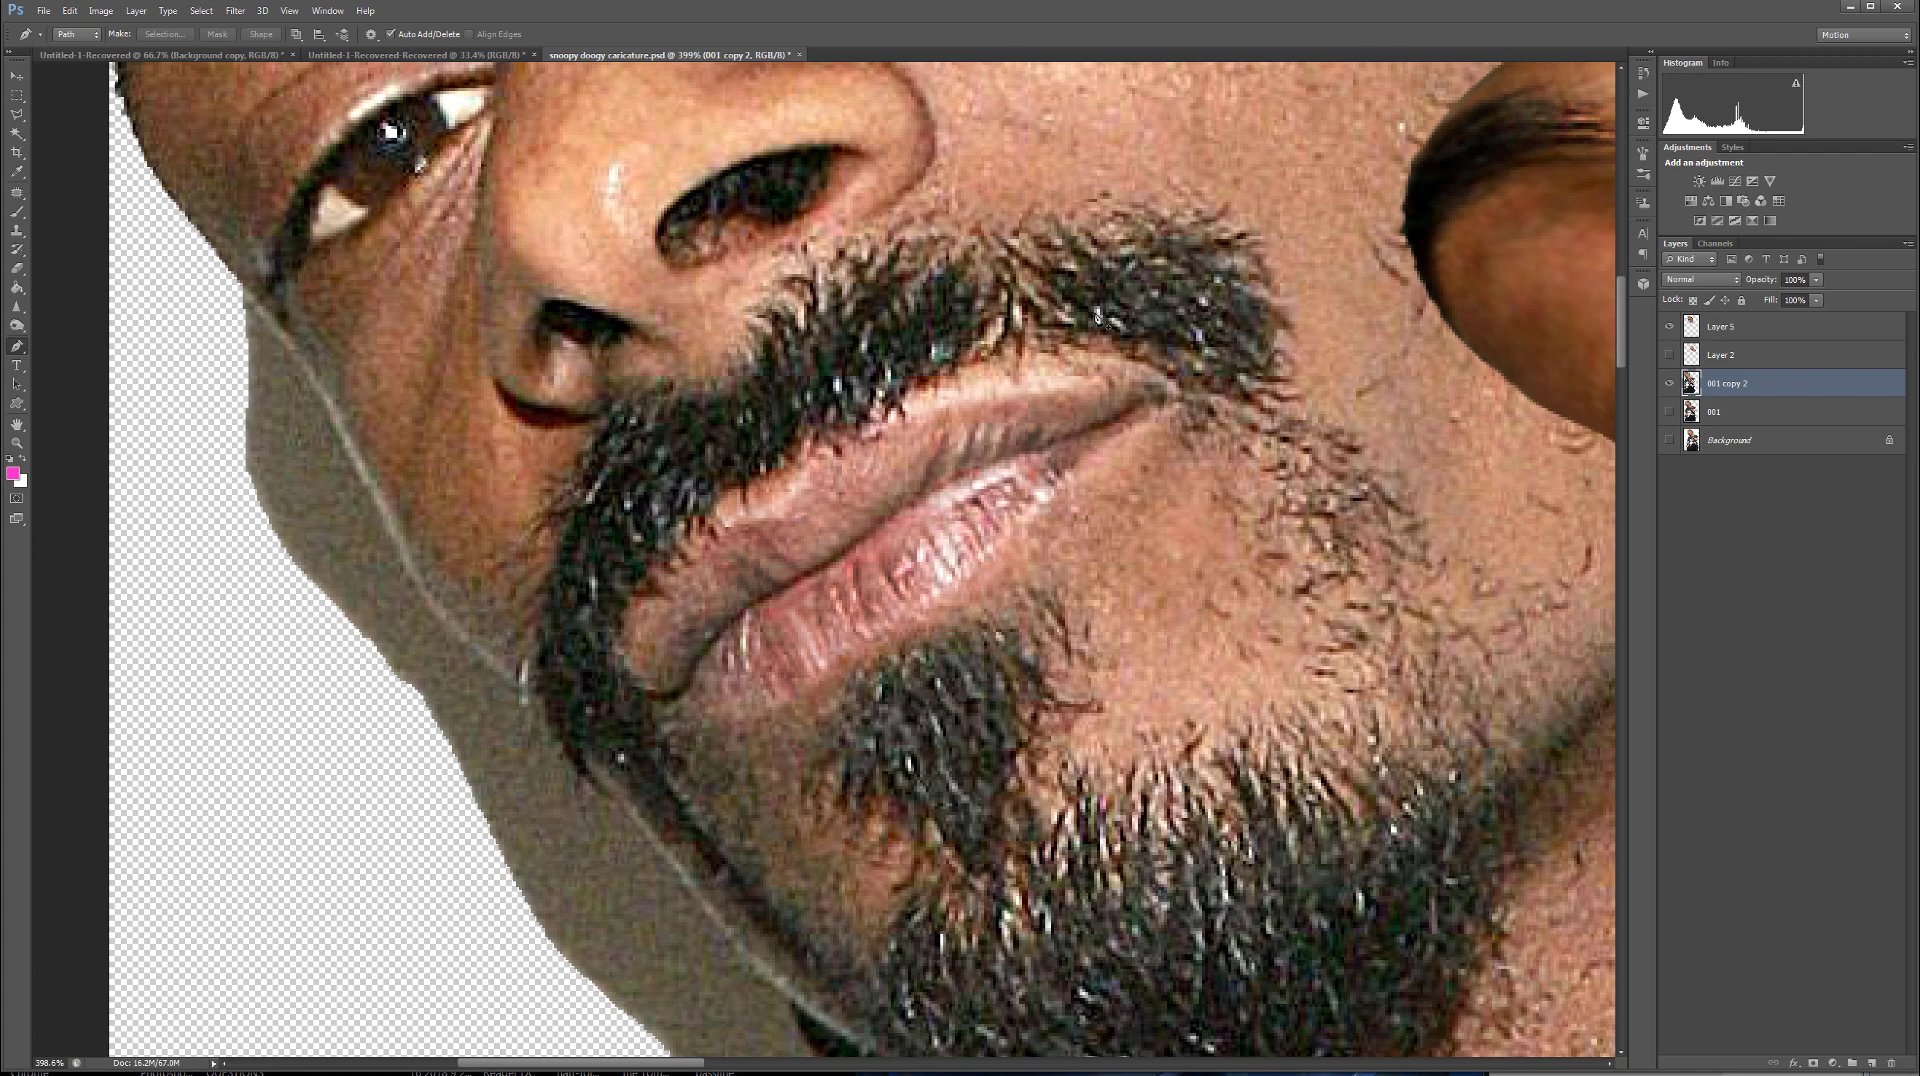 Ps File Edit Image Layer Type Select Filter 3D View Window Help
Path Make: Selection... Mask Shape Auto Add/Delete Align Edges Motion
Untitled-1-Recovered @ 66.7% (Background copy, RGB/8) * × Untitled-1-Recovered-Recovered @ 33.4% (RGB/8) * × snoopy doogy caricature.psd @ 399% (001 copy 2, RGB/8) * ×
Histogram Info
Adjustments Styles
Add an adjustment
Layers Channels
Kind
Normal Opacity: 100%
Lock: Fill: 100%
Layer 5
Layer 2
001 copy 2
001
Background
398.6% Doc: 16.2M/67.0M